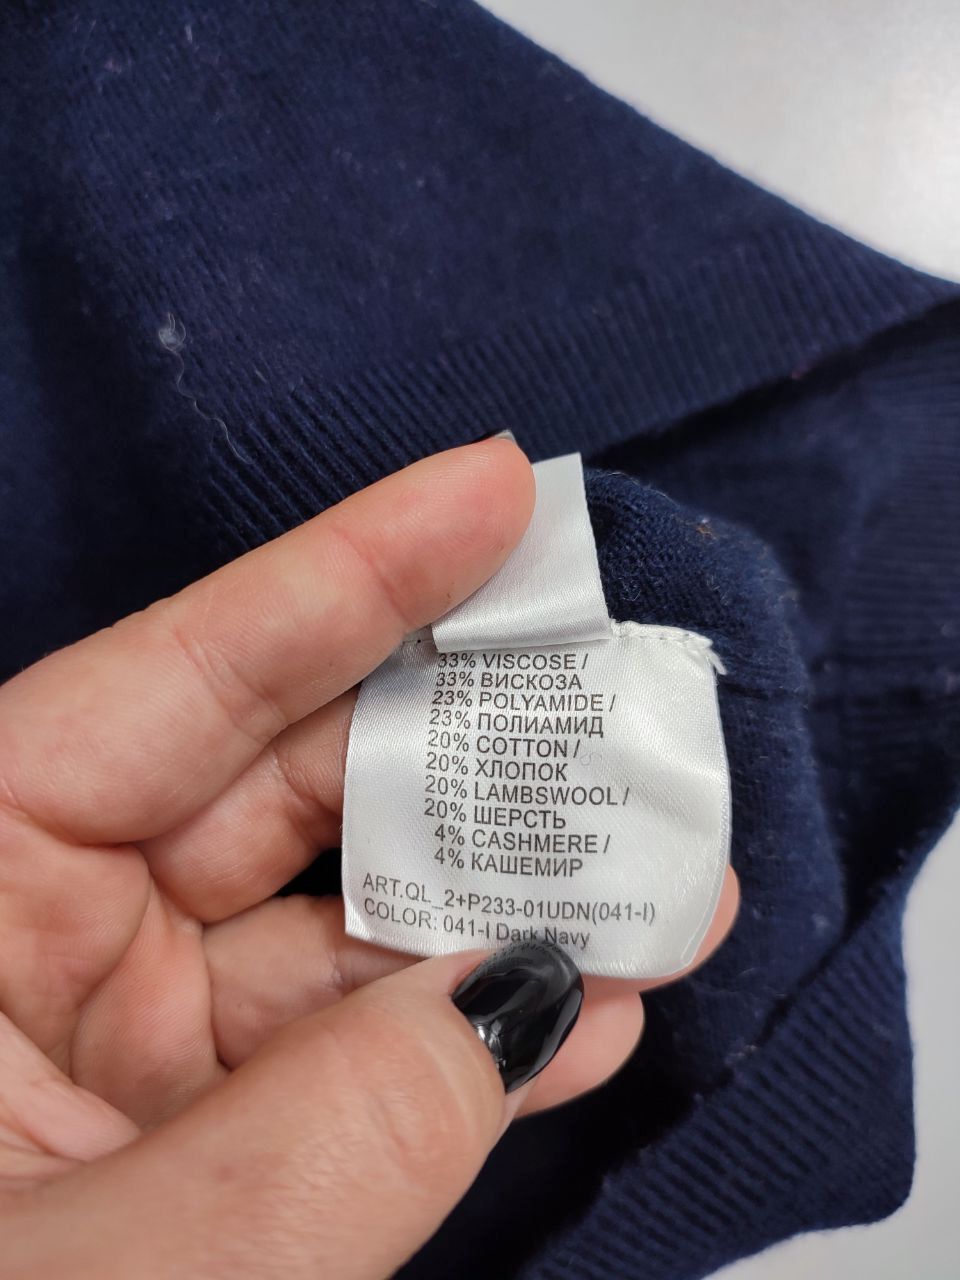 33% VISCOSE /
33% ВИСКОЗА
23% POLYAMIDE /
23% ПОЛИАМИД
20% COTTON /
20% ХЛОПОК
20% LAMBSWOOL /
20% ШЕРСТЬ
4% CASHMERE /
4% КАШЕМИР
ART.QL_2+P233-01UDN(041-I)
COLOR: 041-I Dark Navy